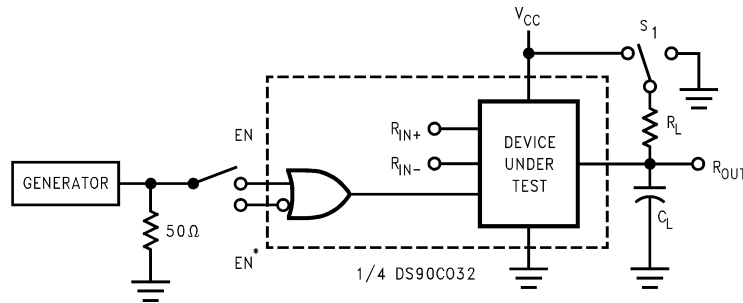 V_CC
S_1
EN
R_IN+
R_IN-
DEVICE
UNDER
TEST
R_L
R_OUT
GENERATOR
50Ω
C_L
EN*
1/4 DS90C032